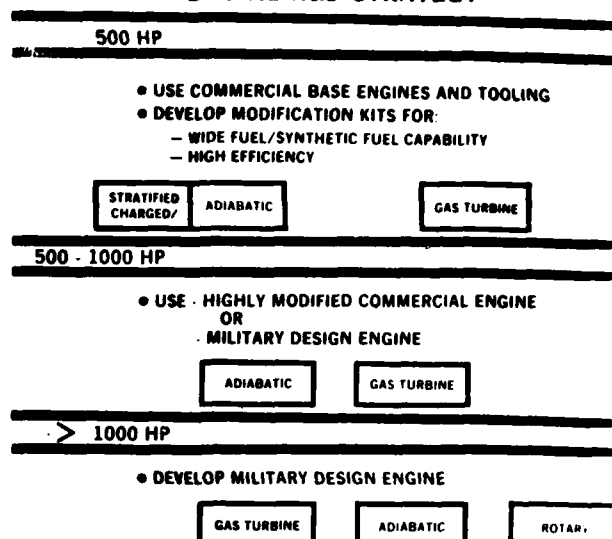 500 HP
● USE COMMERCIAL BASE ENGINES AND TOOLING
● DEVELOP MODIFICATION KITS FOR:
— WIDE FUEL/SYNTHETIC FUEL CAPABILITY
— HIGH EFFICIENCY
STRATIFIED
CHARGED/
ADIABATIC
GAS TURBINE
500 - 1000 HP
● USE · HIGHLY MODIFIED COMMERCIAL ENGINE
OR
· MILITARY DESIGN ENGINE
ADIABATIC
GAS TURBINE
> 1000 HP
● DEVELOP MILITARY DESIGN ENGINE
GAS TURBINE
ADIABATIC